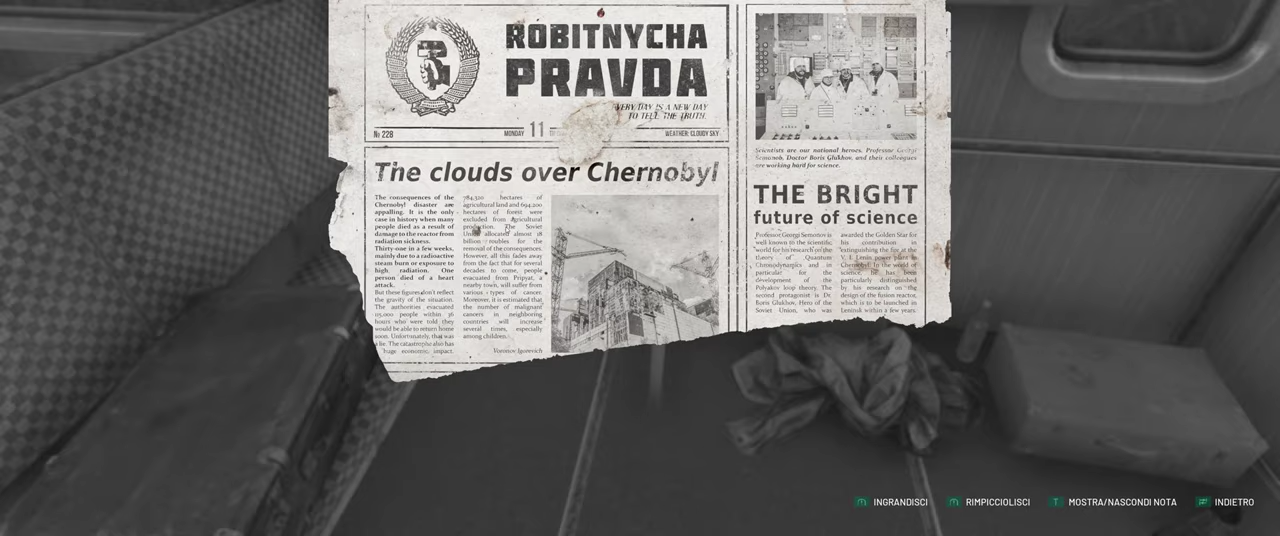 ROBITNYCHA
PRAVDA
VERY DAY IS A NEW DAY
TO TELL THE TRUTH.
№ 228
MONDAY 11
WEATHER: CLOUDY SKY
The clouds over Chernobyl
The consequences of the
Chernobyl disaster are
appalling. It is the only
case in history when many
people died as a result of
damage to the reactor from
radiation sickness.
Thirty-one in a few weeks,
mainly due to a radioactive
steam burn or exposure to
high radiation. One
person died of a heart
attack.
But these figures don't reflect
the gravity of the situation.
The authorities evacuated
115,000 people within 36
hours who were told they
would be able to return home
soon. Unfortunately, that was
a lie. The catastrophe also has
huge economic impact.
784,320 hectares of
agricultural land and 694,200
hectares of forest were
excluded from agricultural
production. The Soviet
Union allocated almost 18
billion roubles for the
removal of the consequences.
However, all this fades away
from the fact that for several
decades to come, people
evacuated from Pripyat, a
nearby town, will suffer from
various types of cancer.
Moreover, it is estimated that
the number of malignant
cancers in neighboring
countries will increase
several times, especially
among children.
Voronov Igorevich
Scientists are our national heroes. Professor Georgi
Semonob, Doctor Boris Glukhov, and their colleagues
are working hard for science.
THE BRIGHT
future of science
Professor Georgi Semonov is
well known to the scientific
world for his research on the
theory of Quantum
Chronodynamics and in
particular for the
development of the
Polyakov loop theory. The
second protagonist is Dr.
Boris Glukhov, Hero of the
Soviet Union, who was
awarded the Golden Star for
his contribution in
extinguishing the fire at the
V. I. Lenin power plant in
Chernobyl. In the world of
science, he has been
particularly distinguished
by his research on the
design of the fusion reactor,
which is to be launched in
Leninsk within a few years.
INGRANDISCI
RIMPICCIOLISCI
T MOSTRA/NASCONDI NOTA
INDIETRO